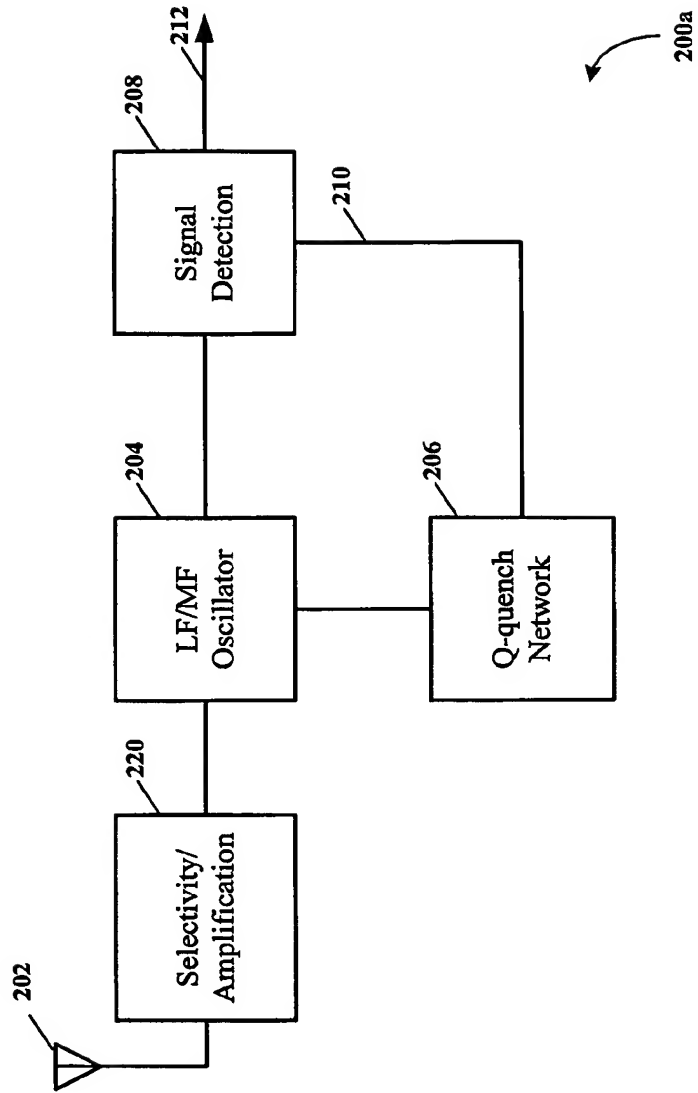 202
220
Selectivity/
Amplification
204
LF/MF
Oscillator
208
Signal
Detection
212
210
206
Q-quench
Network
200a